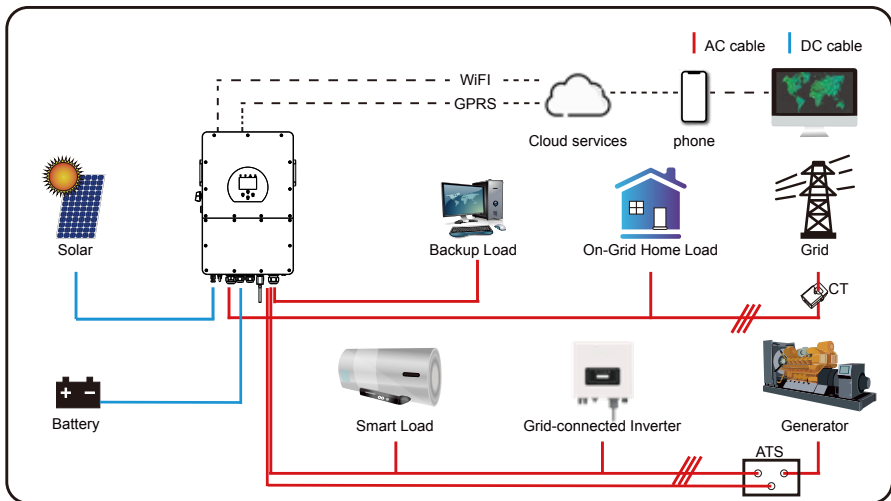 AC cable
DC cable
WiFI
GPRS
Cloud services
phone
Solar
Backup Load
On-Grid Home Load
Grid
CT
Battery
Smart Load
Grid-connected Inverter
Generator
ATS